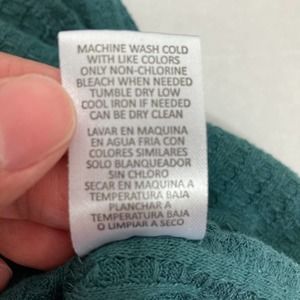 MACHINE WASH COLD
WITH LIKE COLORS
ONLY NON-CHLORINE
BLEACH WHEN NEEDED
TUMBLE DRY LOW
COOL IRON IF NEEDED
CAN BE DRY CLEAN
LAVAR EN MAQUINA
EN AGUA FRIA CON
COLORES SIMILARES
SOLO BLANQUEADOR
SIN CHLORO
SECAR EN MAQUINA A
TEMPERATURA BAJA
PLANCHAR A
TEMPERATURA BAJA
O LIMPIAR A SECO